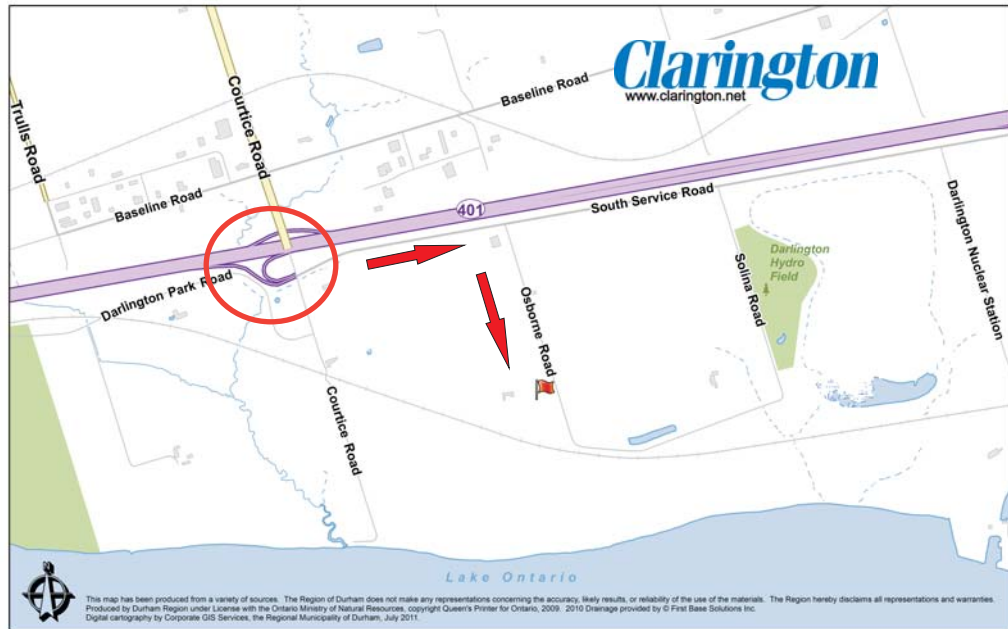 Clarington
www.clarington.net
Trulls Road
Courtice Road
Baseline Road
Baseline Road
401
South Service Road
Darlington Park Road
Osborne Road
Solina Road
Darlington
Hydro
Field
Darlington Nuclear Station
Courtice Road
Lake Ontario
This map has been produced from a variety of sources. The Region of Durham does not make any representations concerning the accuracy, likely results, or reliability of the use of the materials. The Region hereby disclaims all representations and warranties.
Produced by Durham Region under License with the Ontario Ministry of Natural Resources, copyright Queen's Printer for Ontario, 2009. 2010 Drainage provided by © First Base Solutions Inc.
Digital cartography by Corporate GIS Services, the Regional Municipality of Durham, July 2011.